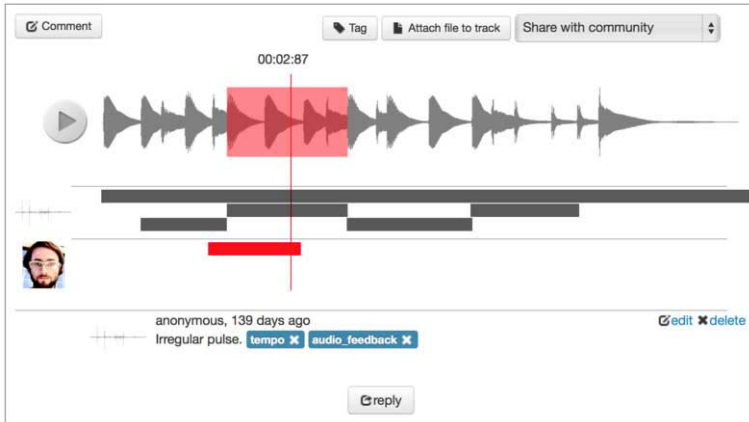 Comment
Tag
Attach file to track
Share with community
00:02:87
anonymous, 139 days ago
edit
delete
Irregular pulse. tempo audio_feedback
reply